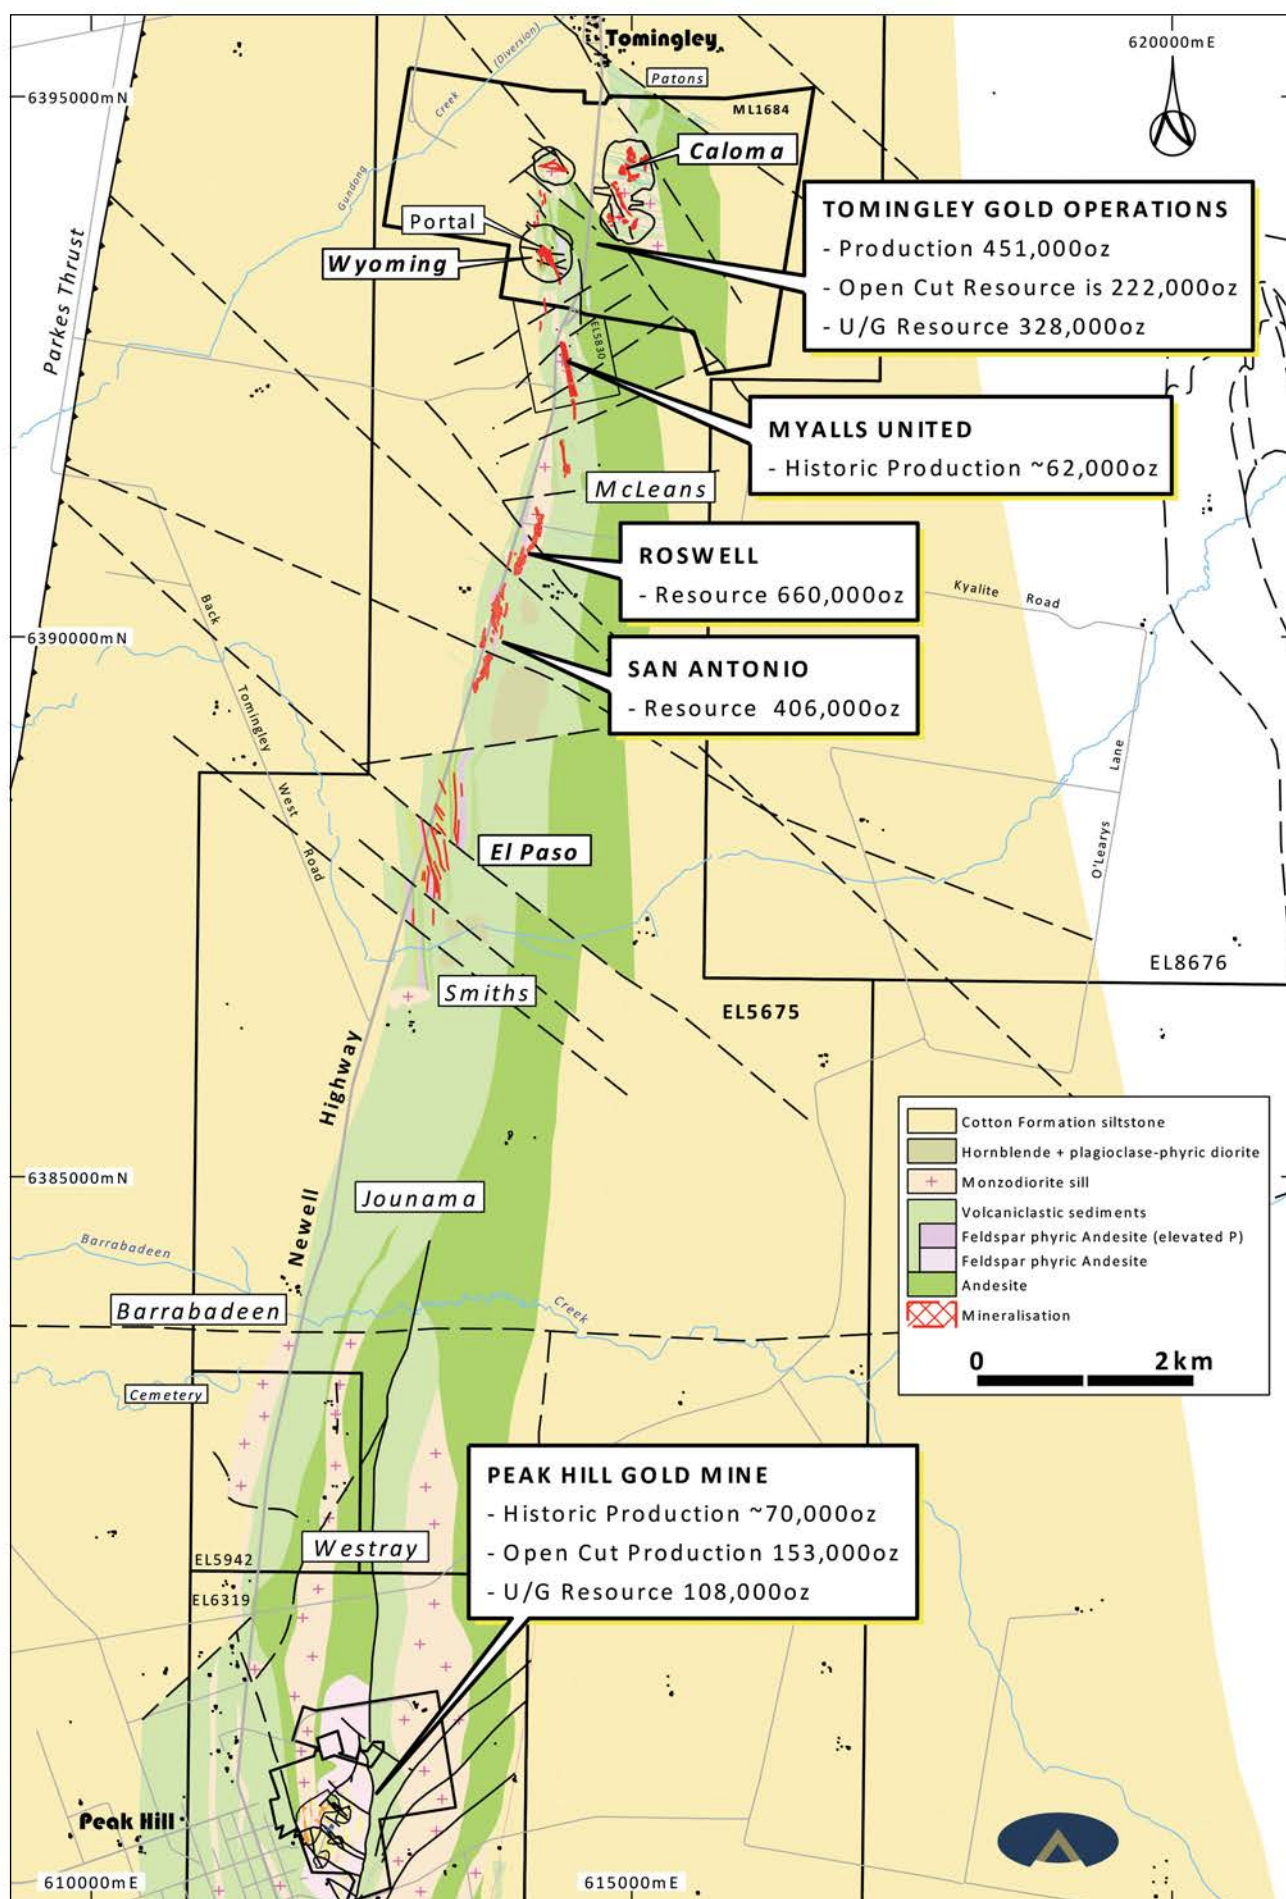 Tomingley
620000mE
(Diversion)
Creek
Gundong
Patons
6395000mN
ML1684
Caloma
TOMINGLEY GOLD OPERATIONS
- Production 451,000oz
- Open Cut Resource is 222,000oz
- U/G Resource 328,000oz
Portal
Wyoming
Parkes Thrust
EL5830
MYALLS UNITED
- Historic Production ~62,000oz
McLeans
ROSWELL
- Resource 660,000oz
Kyalite Road
Back
Tomingley
West
Road
6390000mN
SAN ANTONIO
- Resource 406,000oz
Lane
O'Learys
El Paso
EL8676
Smiths
EL5675
Highway
Newell
Cotton Formation siltstone
Hornblende + plagioclase-phyric diorite
Monzodiorite sill
Volcaniclastic sediments
Feldspar phyric Andesite (elevated P)
Feldspar phyric Andesite
Andesite
Mineralisation
0 2km
6385000mN
Jounama
Barrabadeen
Creek
Barrabadeen
Cemetery
PEAK HILL GOLD MINE
- Historic Production ~70,000oz
- Open Cut Production 153,000oz
- U/G Resource 108,000oz
Westray
EL5942
EL6319
Peak Hill
610000mE
615000mE